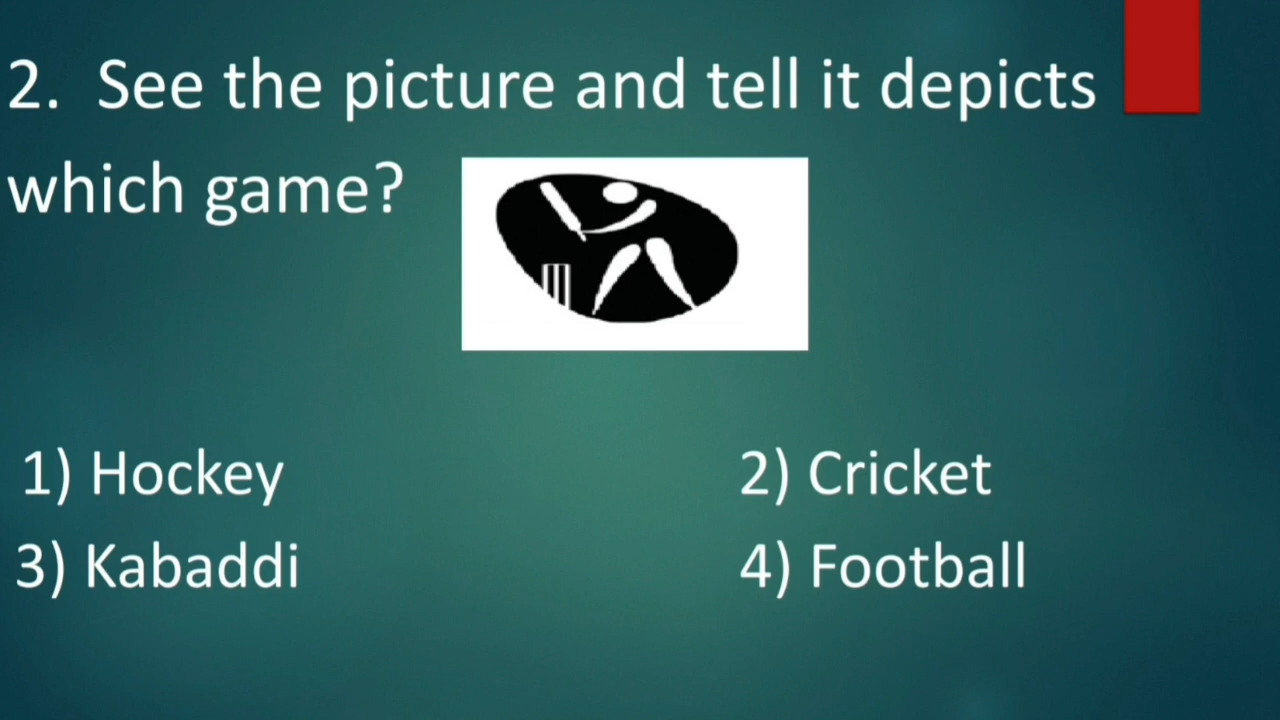 2. See the picture and tell it depicts
which game?
1) Hockey 2) Cricket
3) Kabaddi 4) Football